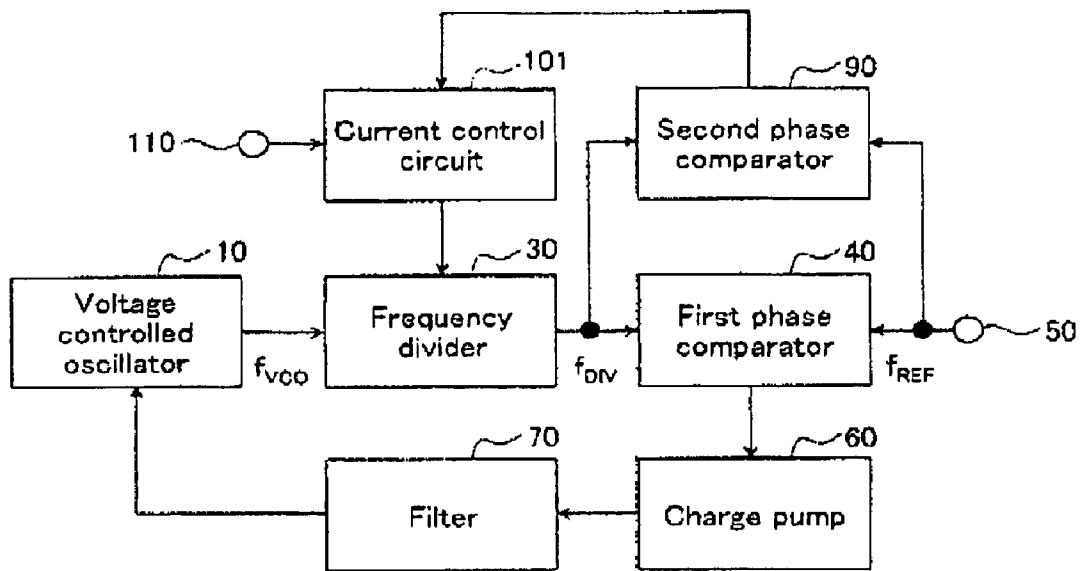 101
90
110
Current control
circuit
Second phase
comparator
10
30
40
Voltage
controlled
oscillator
Frequency
divider
First phase
comparator
50
fVCO
fDIV
fREF
70
60
Filter
Charge pump